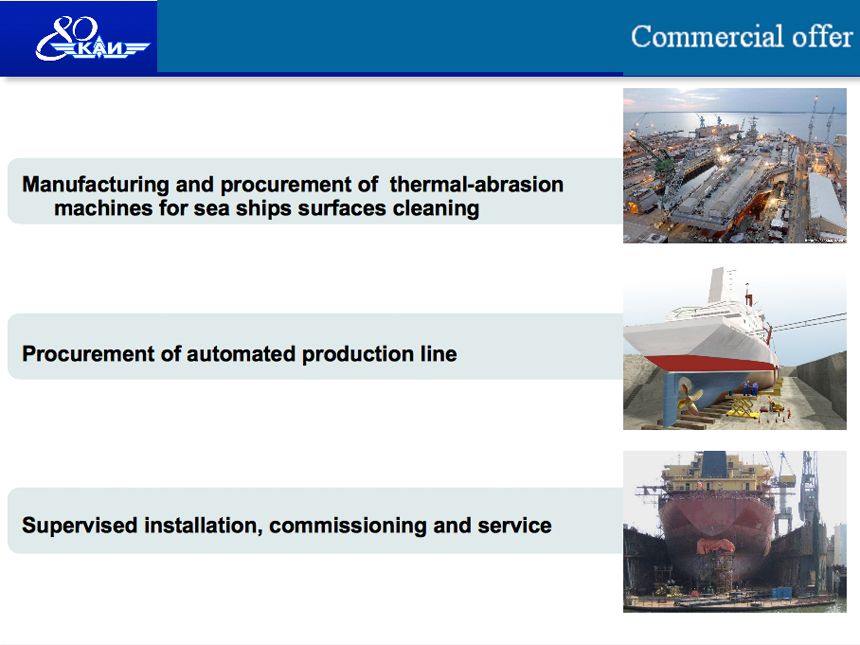 80
КАИ
Commercial offer
Manufacturing and procurement of thermal-abrasion
machines for sea ships surfaces cleaning
Procurement of automated production line
Supervised installation, commissioning and service